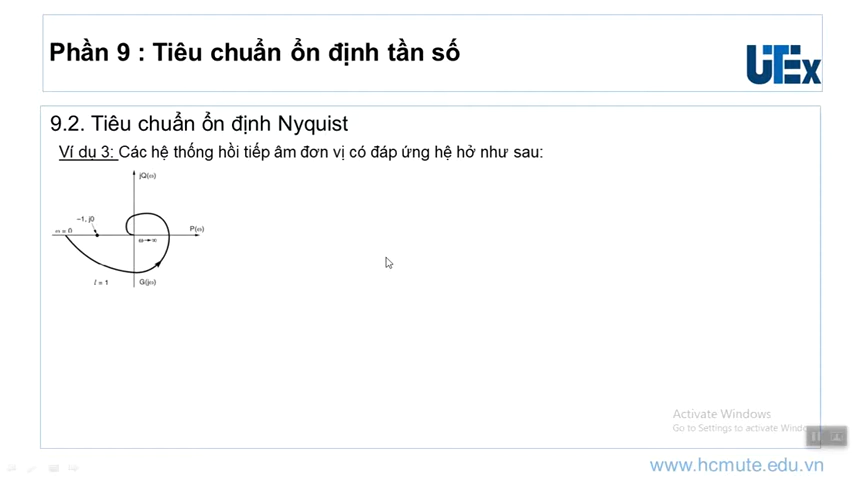 Phần 9 : Tiêu chuẩn ổn định tần số
UTEx
9.2. Tiêu chuẩn ổn định Nyquist
Ví dụ 3: Các hệ thống hồi tiếp âm đơn vị có đáp ứng hệ hở như sau:
jQ(ω)
−1, j0
ω = 0
P(ω)
ω→∞
l = 1
G(jω)
Activate Windows
Go to Settings to activate Windo
www.hcmute.edu.vn